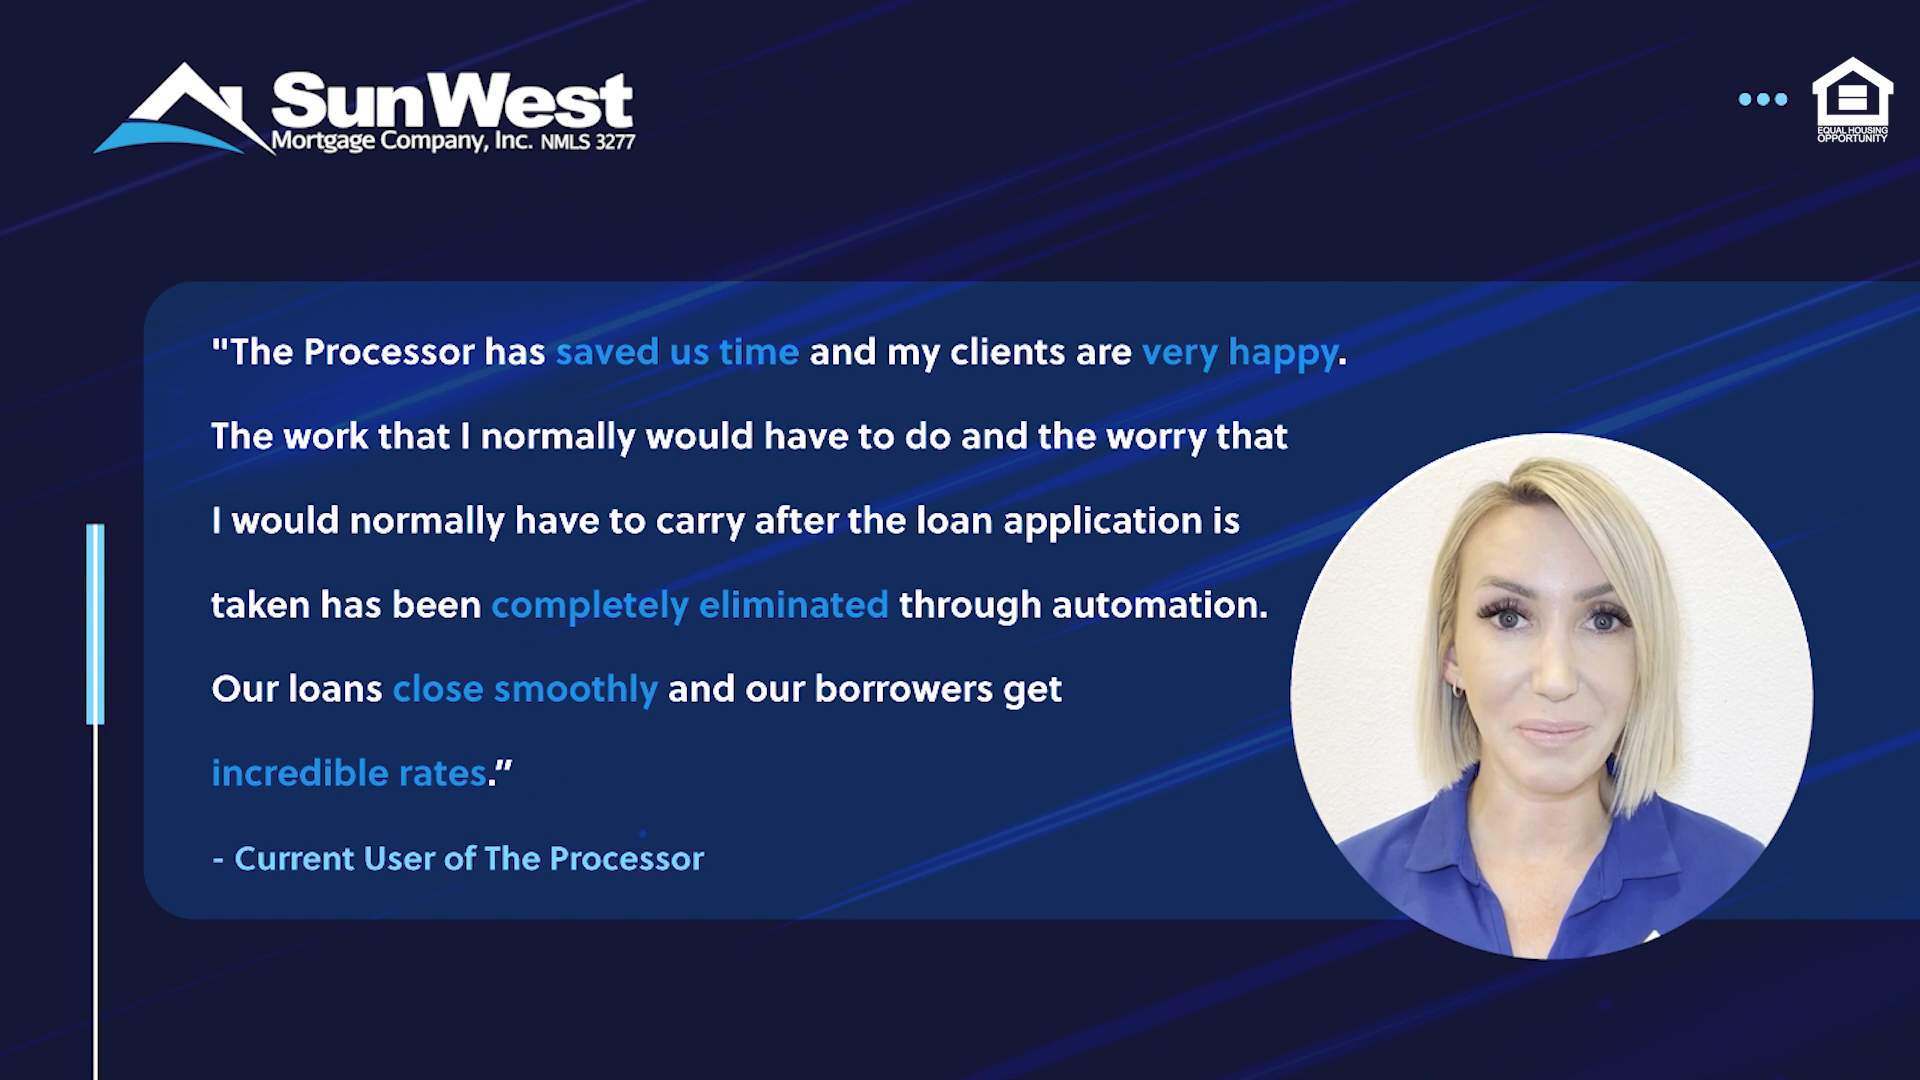 SunWest
Mortgage Company, Inc. NMLS 3277
EQUAL HOUSING
OPPORTUNITY
"The Processor has saved us time and my clients are very happy.
The work that I normally would have to do and the worry that
I would normally have to carry after the loan application is
taken has been completely eliminated through automation.
Our loans close smoothly and our borrowers get
incredible rates.”
- Current User of The Processor